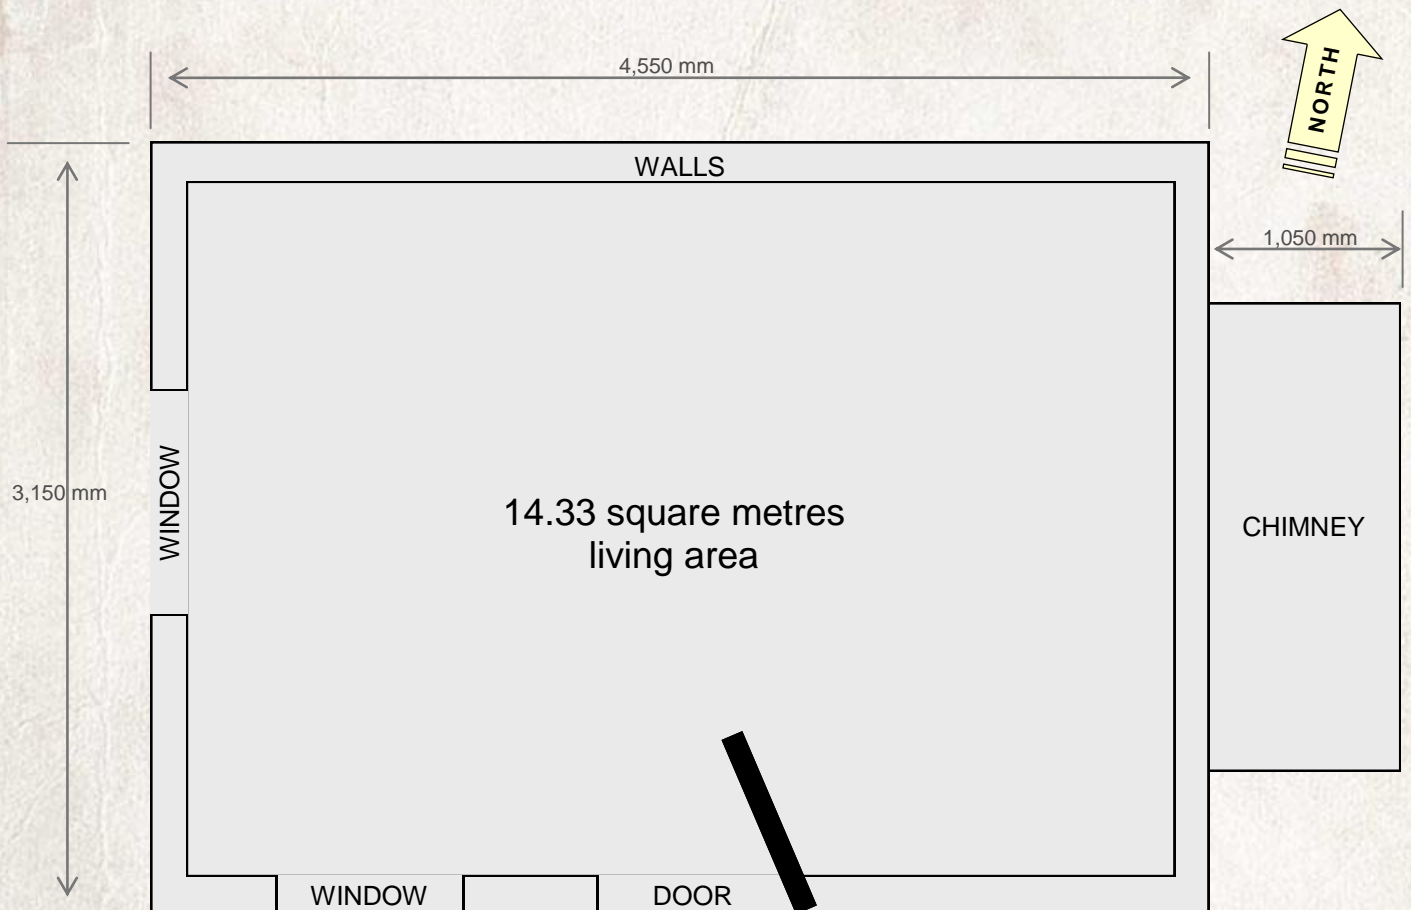 4,550 mm
NORTH
WALLS
1,050 mm
3,150 mm
WINDOW
14.33 square metres
living area
CHIMNEY
WINDOW
DOOR